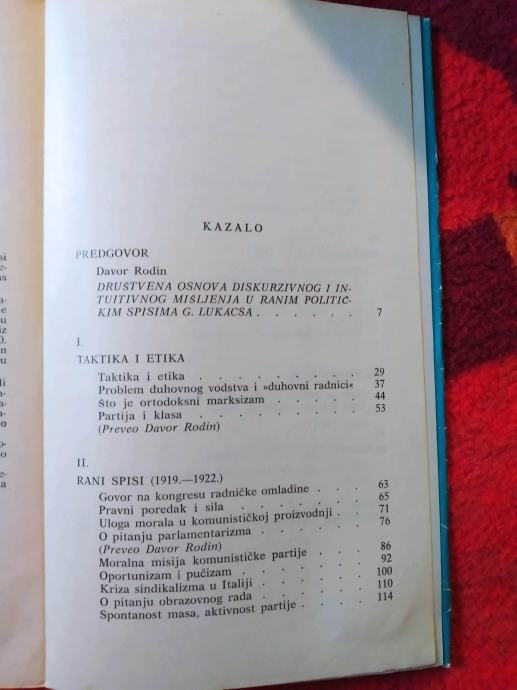 KAZALO
PREDGOVOR
Davor Rodin
DRUŠTVENA OSNOVA DISKURZIVNOG I IN-
TUITIVNOG MIŠLJENJA U RANIM POLITIČ-
KIM SPISIMA G. LUKÁCSA . . . . . . 7
I.
TAKTIKA I ETIKA
Taktika i etika . . . . . . . . . 29
Problem duhovnog vodstva i »duhovni radnici« 37
Što je ortodoksni marksizam . . . . 44
Partija i klasa . . . . . . . . 53
(Preveo Davor Rodin)
II.
RANI SPISI (1919.—1922.)
Govor na kongresu radničke omladine . . . 63
Pravni poredak i sila . . . . . . . 65
Uloga morala u komunističkoj proizvodnji . . 71
O pitanju parlamentarizma . . . . . 76
(Preveo Davor Rodin)
Moralna misija komunističke partije . . . 86
Oportunizam i pučizam . . . . . . 92
Kriza sindikalizma u Italiji . . . . . 100
O pitanju obrazovnog rada . . . . . 110
Spontanost masa, aktivnost partije . . . . 114